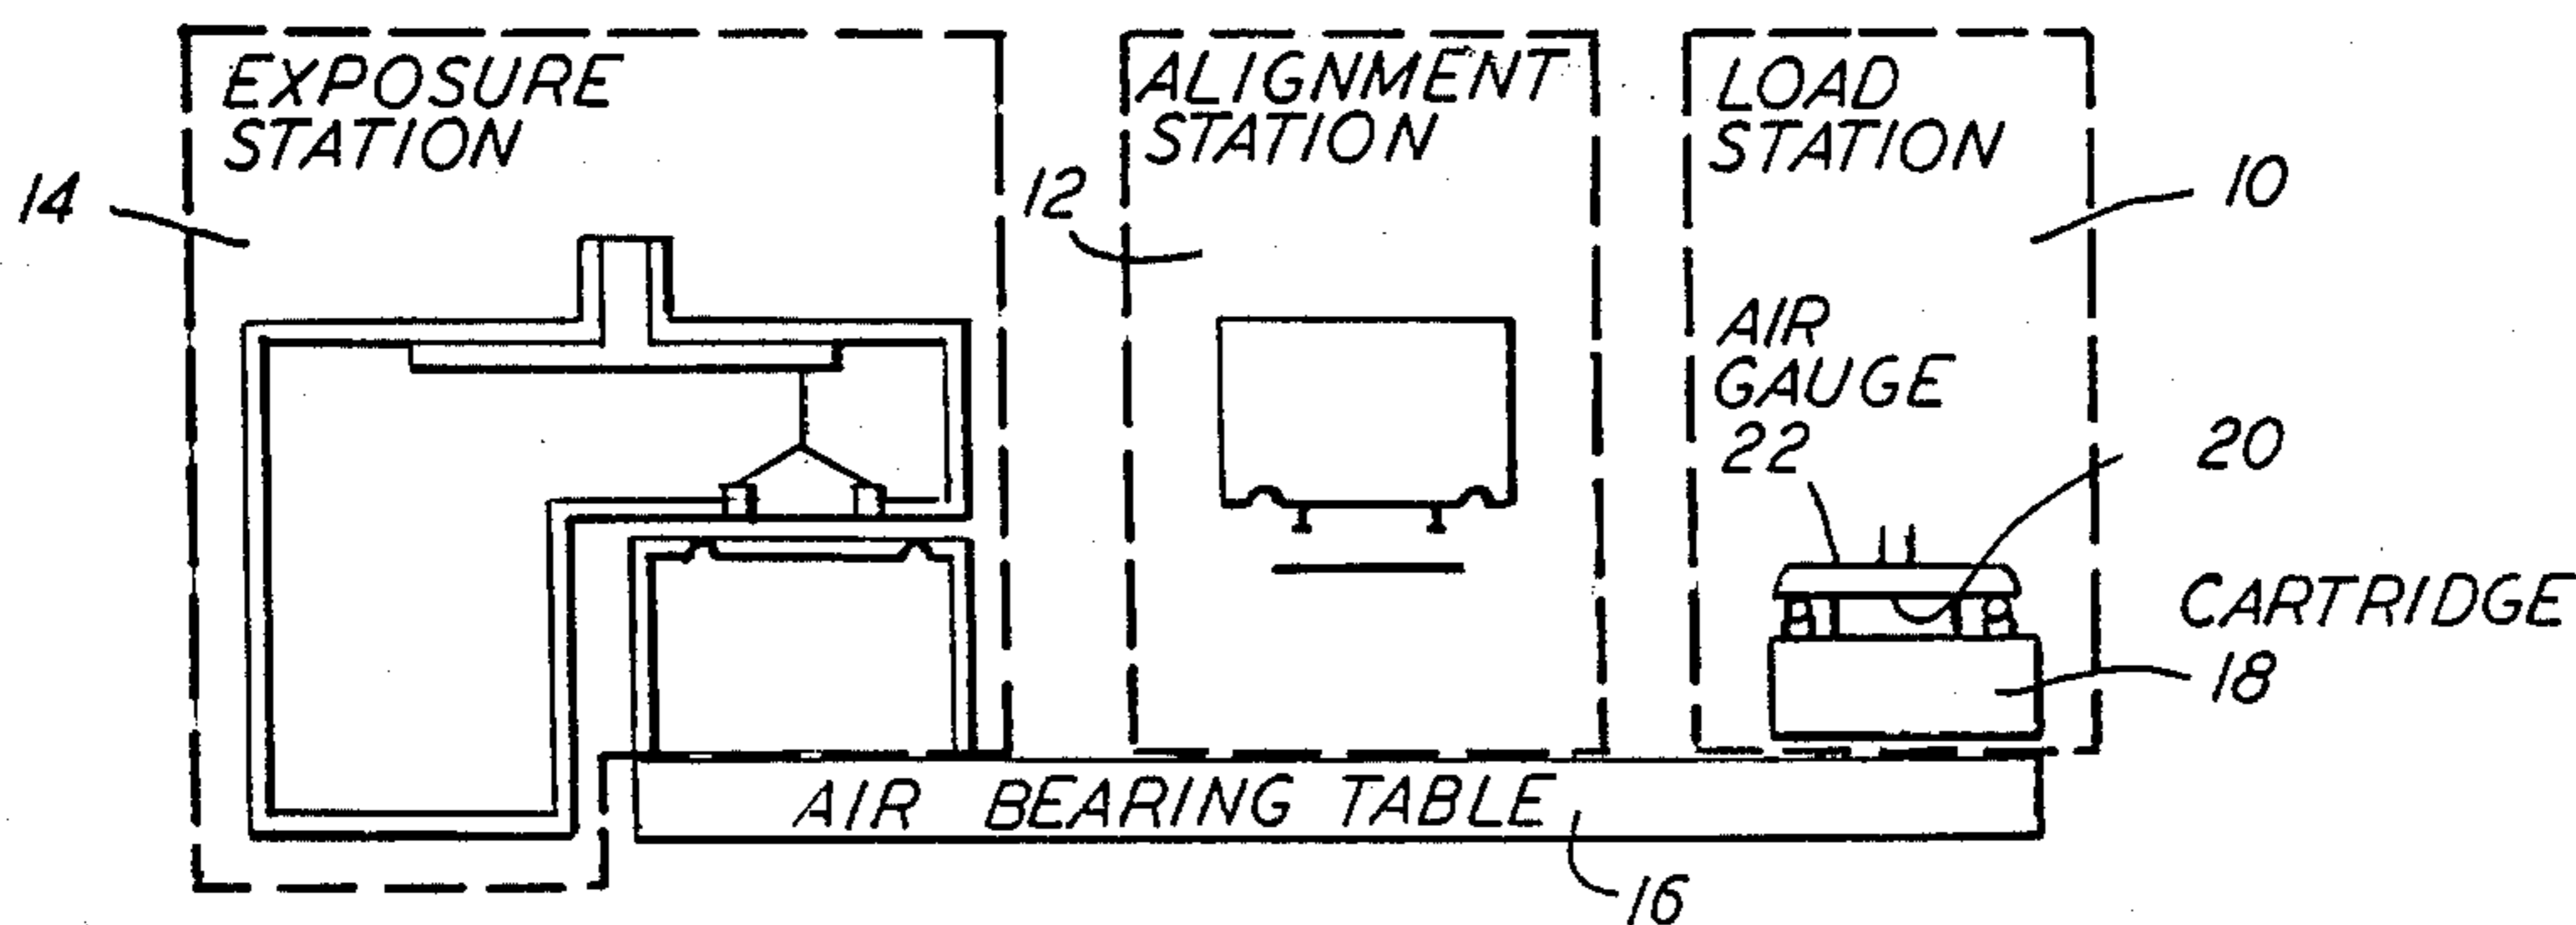 EXPOSURE
STATION
14
ALIGNMENT
STATION
12
LOAD
STATION
10
AIR
GAUGE
22
20
CARTRIDGE
18
AIR BEARING TABLE
16